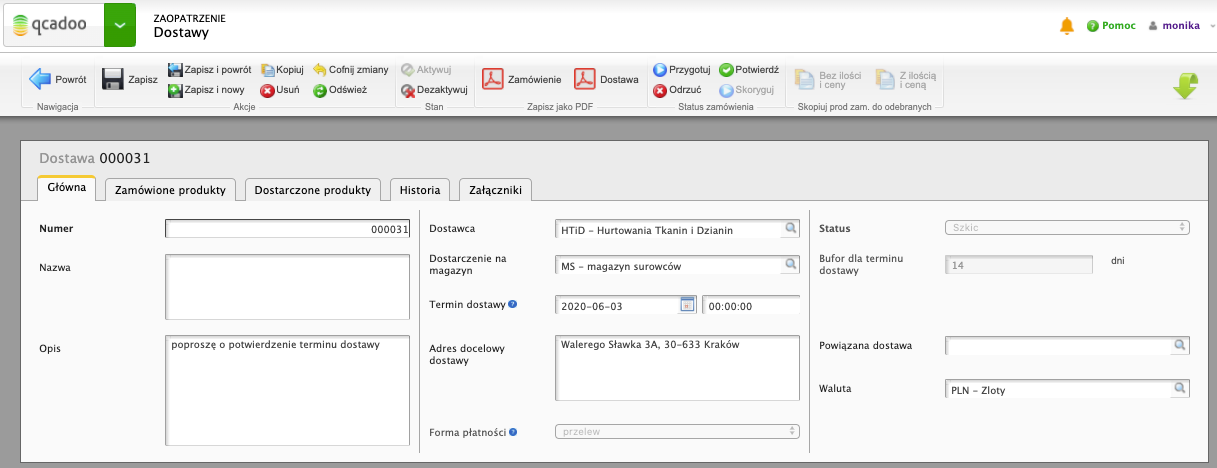 qcadoo
ZAOPATRZENIE
Dostawy
Pomoc
monika
Powrót
Nawigacja
Zapisz
Zapisz i powrót
Kopiuj
Cofnij zmiany
Zapisz i nowy
Usuń
Odśwież
Akcje
Aktywuj
Dezaktywuj
Stan
Zamówienie
Dostawa
Zapisz jako PDF
Przygotuj
Potwierdź
Odrzuć
Skoryguj
Status zamówienia
Bez ilości
i ceny
Z ilością
i ceną
Skopiuj prod zam. do odebranych
Dostawa 000031
Główna
Zamówione produkty
Dostarczone produkty
Historia
Załączniki
Numer
000031
Nazwa
Opis
poproszę o potwierdzenie terminu dostawy
Dostawca
HTiD - Hurtowania Tkanin i Dzianin
Dostarczenie na
magazyn
MS - magazyn surowców
Termin dostawy
2020-06-03
00:00:00
Adres docelowy
dostawy
Walerego Sławka 3A, 30-633 Kraków
Forma płatności
przelew
Status
Szkic
Bufor dla terminu
dostawy
14
dni
Powiązana dostawa
Waluta
PLN - Zloty